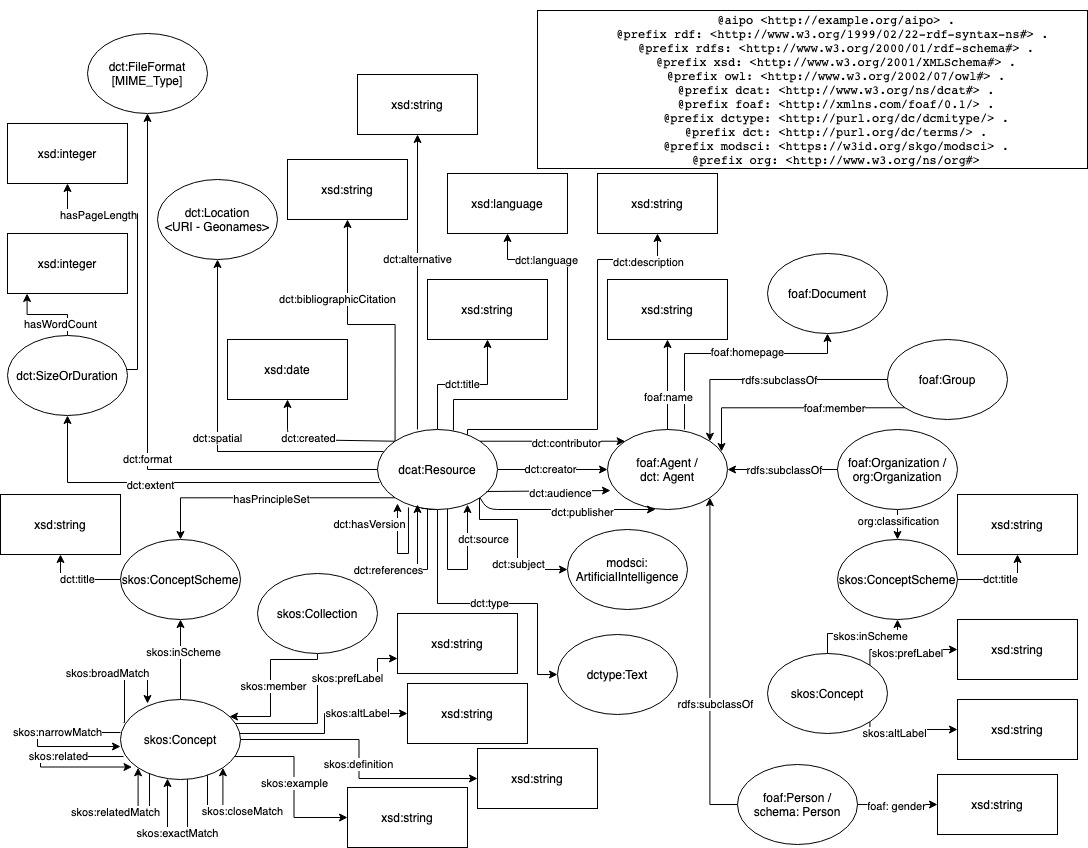 @aipo <http://example.org/aipo> .
@prefix rdf: <http://www.w3.org/1999/02/22-rdf-syntax-ns#> .
@prefix rdfs: <http://www.w3.org/2000/01/rdf-schema#> .
@prefix xsd: <http://www.w3.org/2001/XMLSchema#> .
@prefix owl: <http://www.w3.org/2002/07/owl#> .
@prefix dcat: <http://www.w3.org/ns/dcat#> .
@prefix foaf: <http://xmlns.com/foaf/0.1/> .
@prefix dctype: <http://purl.org/dc/dcmitype/> .
@prefix dct: <http://purl.org/dc/terms/> .
@prefix modsci: <https://w3id.org/skgo/modsci> .
@prefix org: <http://www.w3.org/ns/org#>
dct:FileFormat
[MIME_Type]
xsd:string
xsd:integer
hasPageLength
dct:Location
<URI - Geonames>
xsd:string
xsd:language
xsd:string
xsd:integer
dct:alternative
dct:language
dct:description
hasWordCount
dct:bibliographicCitation
xsd:string
xsd:string
foaf:Document
dct:SizeOrDuration
xsd:date
dct:title
foaf:homepage
foaf:name
rdfs:subclassOf
foaf:Group
foaf:member
dct:spatial
dct:created
dct:format
dct:extent
dcat:Resource
dct:contributor
dct:creator
dct:audience
dct:publisher
foaf:Agent /
dct: Agent
rdfs:subclassOf
foaf:Organization /
org:Organization
hasPrincipleSet
xsd:string
dct:hasVersion
dct:source
dct:references
dct:subject
modsci:
ArtificialIntelligence
org:classification
xsd:string
dct:title
skos:ConceptScheme
skos:ConceptScheme
dct:title
skos:Collection
dct:type
skos:inScheme
xsd:string
skos:inScheme
skos:prefLabel
xsd:string
skos:broadMatch
skos:member
skos:prefLabel
dctype:Text
skos:Concept
rdfs:subclassOf
skos:altLabel
xsd:string
skos:altLabel
xsd:string
skos:narrowMatch
skos:Concept
skos:related
skos:definition
xsd:string
skos:example
skos:relatedMatch
skos:closeMatch
skos:exactMatch
xsd:string
foaf:Person /
schema: Person
foaf: gender
xsd:string